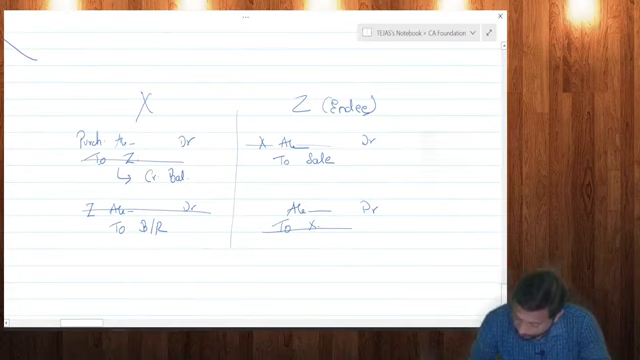 TEJAS's Notebook » CA Foundation
X
Z (Endee)
Purch. A/c Dr
To Z
↳ Cr Bal.
Z A/c Dr
To B/R
X A/c Dr
To Sale
A/c Dr
To X